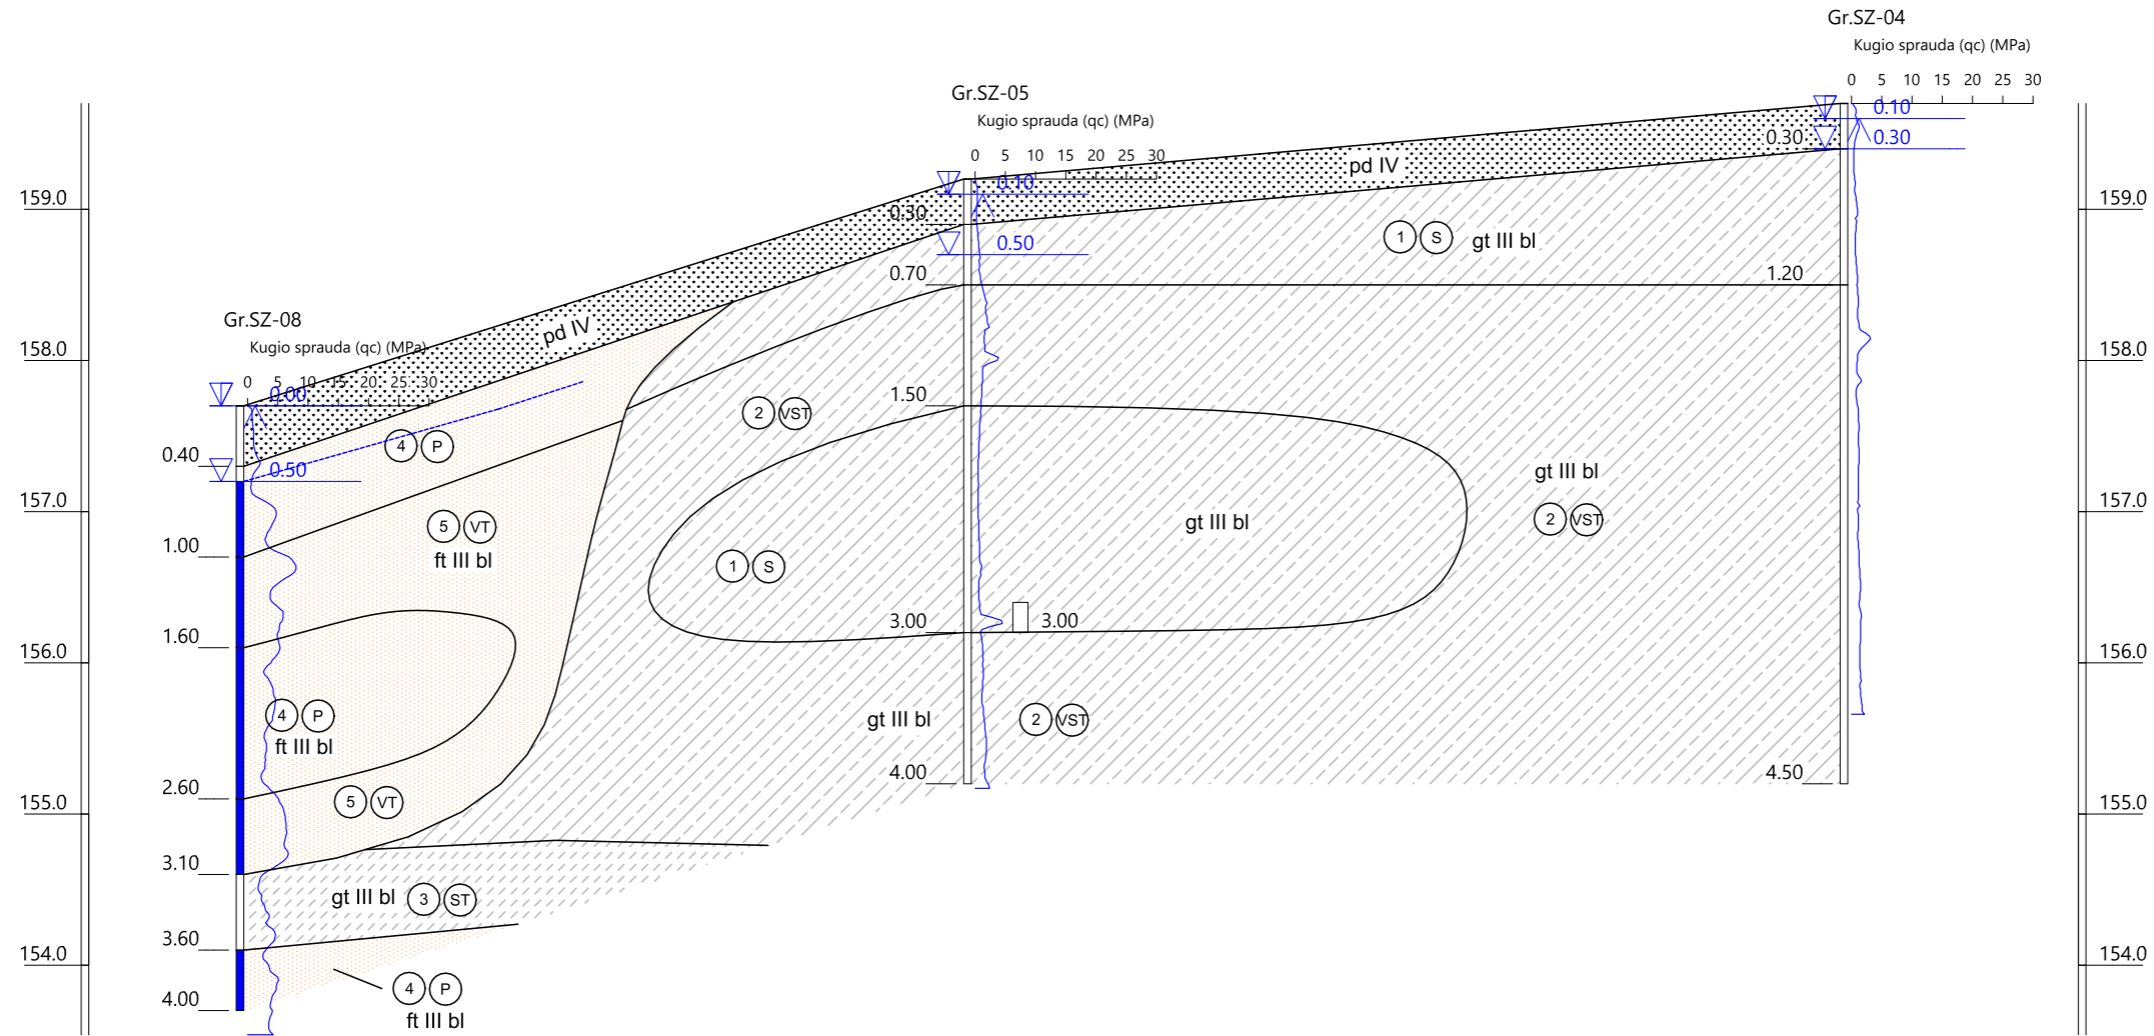 Gr.SZ-04
Kugio sprauda (qc) (MPa)
0 5 10 15 20 25 30
0.10
0.30 0.30
Gr.SZ-05
Kugio sprauda (qc) (MPa)
0 5 10 15 20 25 30
pd IV
0.10
159.0
159.0
0.30
0.50
1 S gt III bl
0.70
1.20
Gr.SZ-08
Kugio sprauda (qc) (MPa)
pd IV
158.0
158.0
0 5 10 15 20 25 30
0.00
2 VST
1.50
4 P
0.40
0.50
gt III bl
157.0
157.0
5 VT
ft III bl
gt III bl
2 VST
1.00
1 S
3.00
3.00
1.60
156.0
156.0
4 P
ft III bl
gt III bl
2 VST
2.60
4.00
4.50
155.0
155.0
5 VT
3.10
gt III bl 3 ST
3.60
154.0
154.0
4.00
4 P
ft III bl